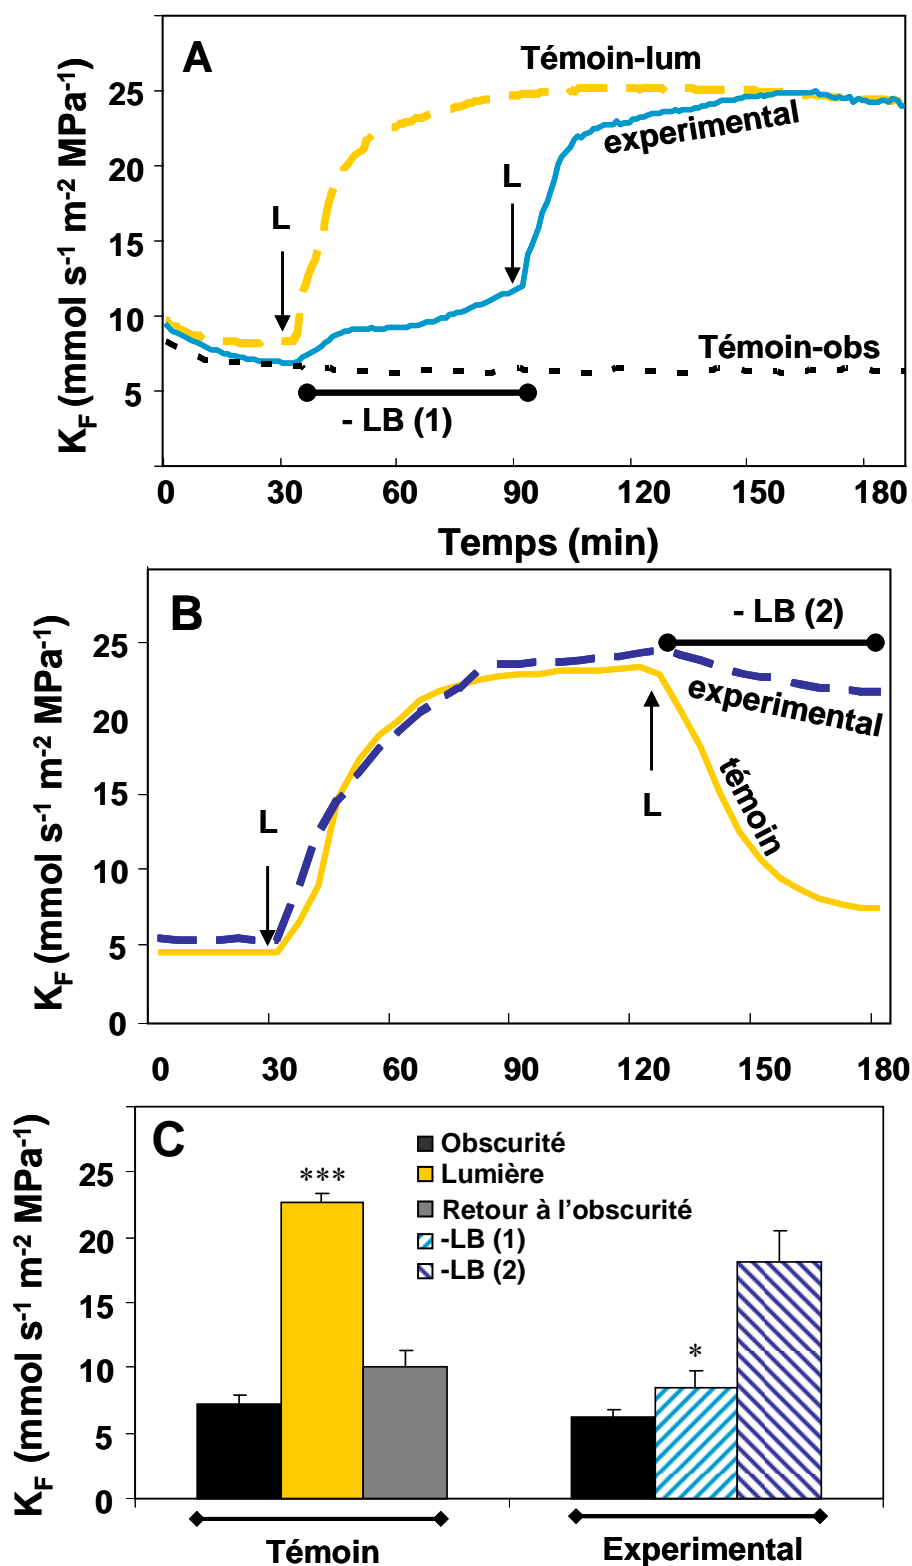 A
Témoin-lum
experimental
L
L
Témoin-obs
- LB (1)
K_F (mmol s⁻¹ m⁻² MPa⁻¹)
25
20
15
10
5
0 30 60 90 120 150 180
Temps (min)
B
- LB (2)
experimental
témoin
L
L
K_F (mmol s⁻¹ m⁻² MPa⁻¹)
25
20
15
10
5
0
0 30 60 90 120 150 180
C
Obscurité
Lumière
Retour à l'obscurité
-LB (1)
-LB (2)
***
*
K_F (mmol s⁻¹ m⁻² MPa⁻¹)
25
20
15
10
5
0
Témoin
Experimental